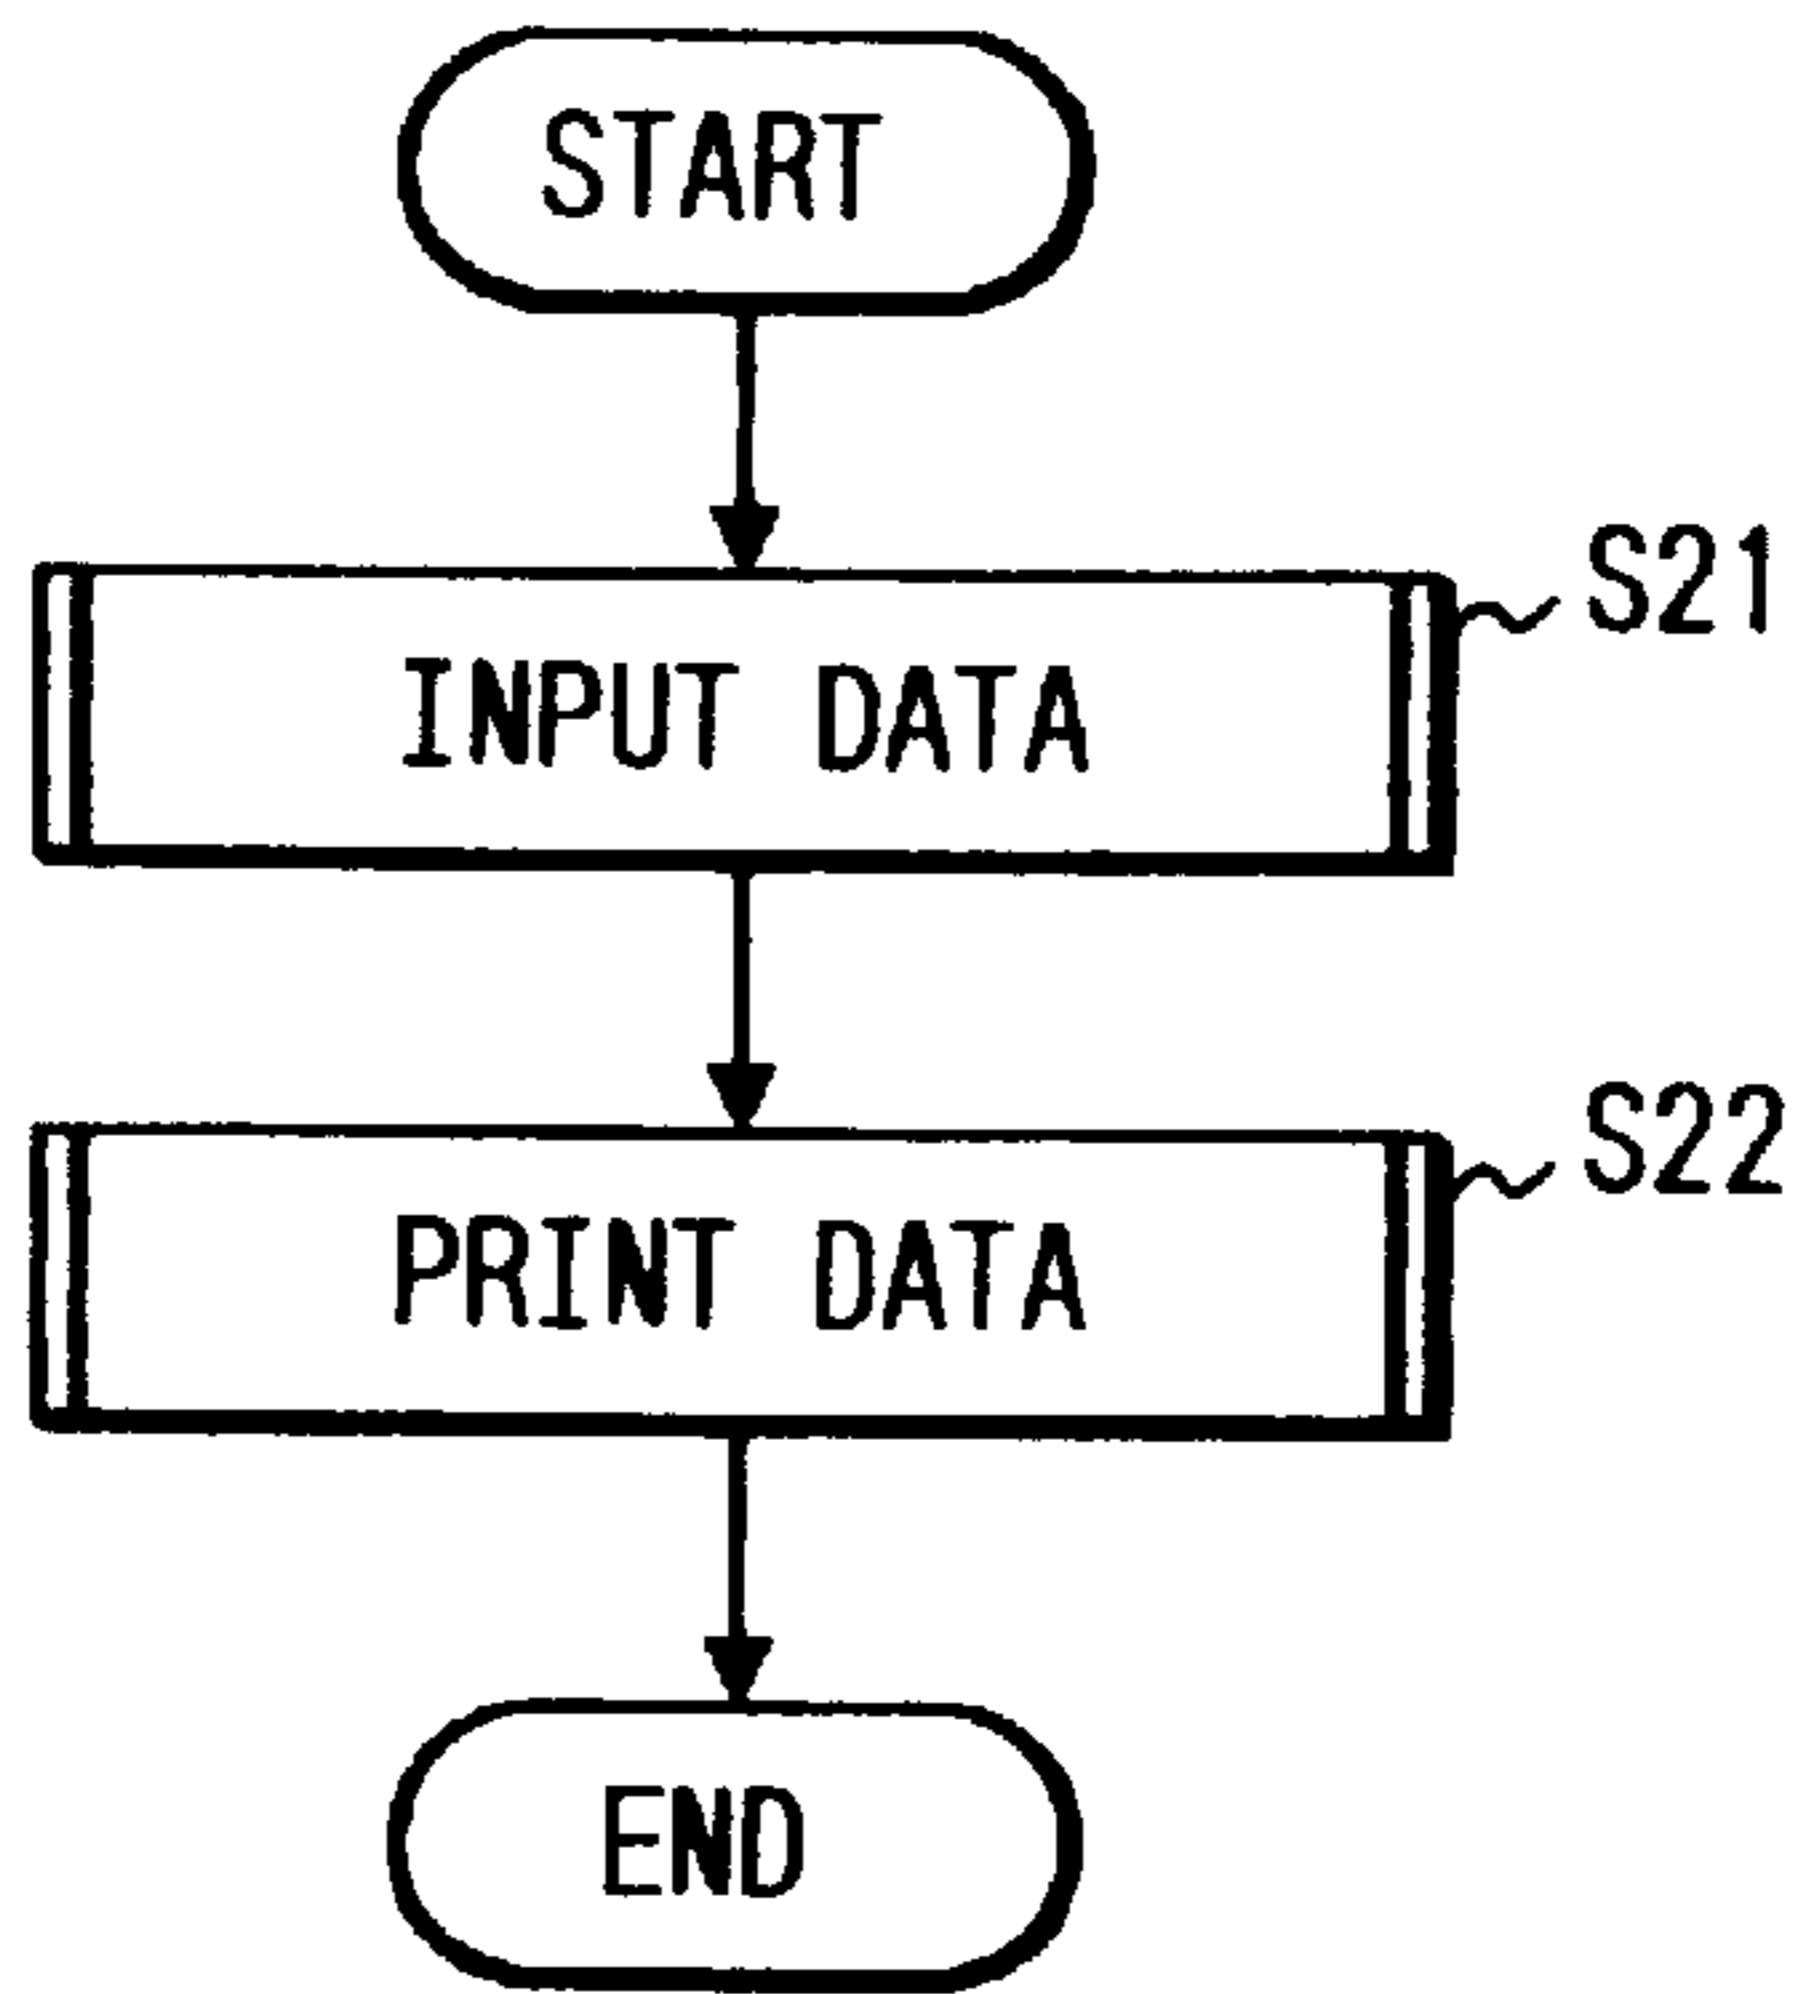 START
S21
INPUT DATA
S22
PRINT DATA
END